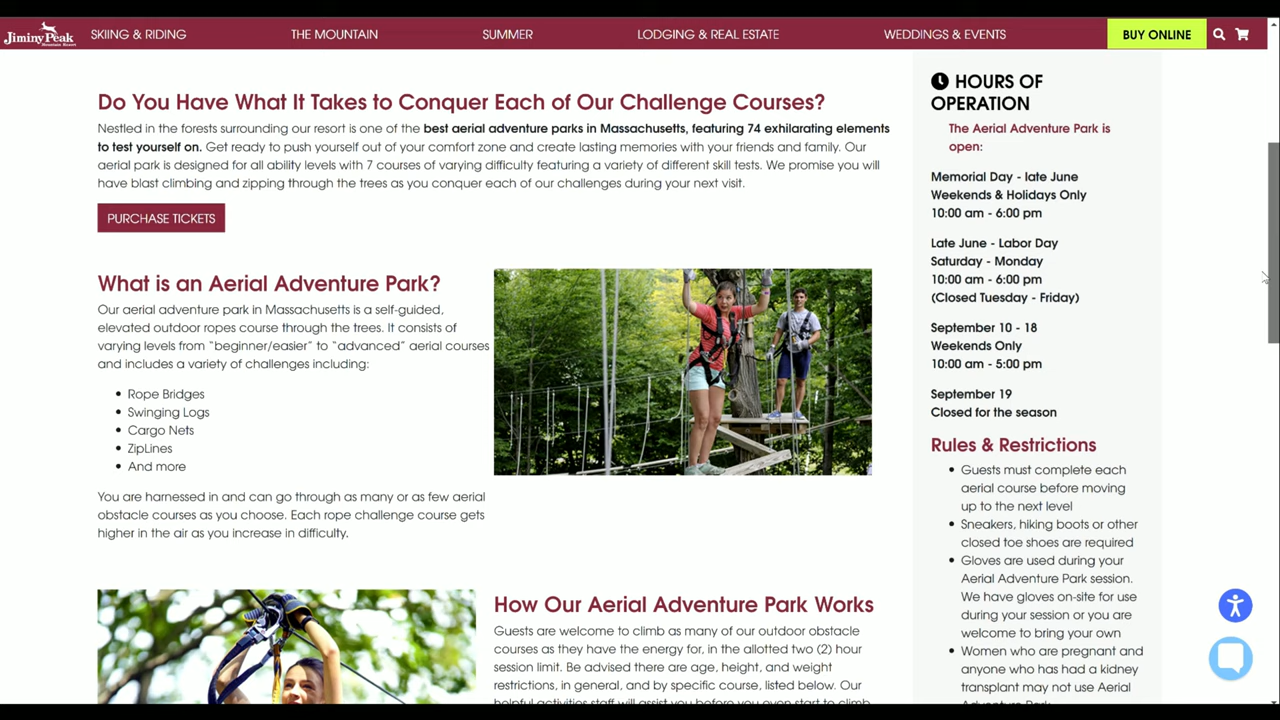 Jiminy Peak
Mountain Resort
SKIING & RIDING
THE MOUNTAIN
SUMMER
LODGING & REAL ESTATE
WEDDINGS & EVENTS
BUY ONLINE
Do You Have What It Takes to Conquer Each of Our Challenge Courses?
Nestled in the forests surrounding our resort is one of the best aerial adventure parks in Massachusetts, featuring 74 exhilarating elements
to test yourself on. Get ready to push yourself out of your comfort zone and create lasting memories with your friends and family. Our
aerial park is designed for all ability levels with 7 courses of varying difficulty featuring a variety of different skill tests. We promise you will
have blast climbing and zipping through the trees as you conquer each of our challenges during your next visit.
PURCHASE TICKETS
What is an Aerial Adventure Park?
Our aerial adventure park in Massachusetts is a self-guided,
elevated outdoor ropes course through the trees. It consists of
varying levels from "beginner/easier" to "advanced" aerial courses
and includes a variety of challenges including:
• Rope Bridges
• Swinging Logs
• Cargo Nets
• ZipLines
• And more
You are harnessed in and can go through as many or as few aerial
obstacle courses as you choose. Each rope challenge course gets
higher in the air as you increase in difficulty.
How Our Aerial Adventure Park Works
Guests are welcome to climb as many of our outdoor obstacle
courses as they have the energy for, in the allotted two (2) hour
session limit. Be advised there are age, height, and weight
restrictions, in general, and by specific course, listed below. Our
helpful activities staff will assist you before you even start to climb
HOURS OF
OPERATION
The Aerial Adventure Park is
open:
Memorial Day - late June
Weekends & Holidays Only
10:00 am - 6:00 pm
Late June - Labor Day
Saturday - Monday
10:00 am - 6:00 pm
(Closed Tuesday - Friday)
September 10 - 18
Weekends Only
10:00 am - 5:00 pm
September 19
Closed for the season
Rules & Restrictions
• Guests must complete each
aerial course before moving
up to the next level
• Sneakers, hiking boots or other
closed toe shoes are required
• Gloves are used during your
Aerial Adventure Park session.
We have gloves on-site for use
during your session or you are
welcome to bring your own
• Women who are pregnant and
anyone who has had a kidney
transplant may not use Aerial
Adventure Park